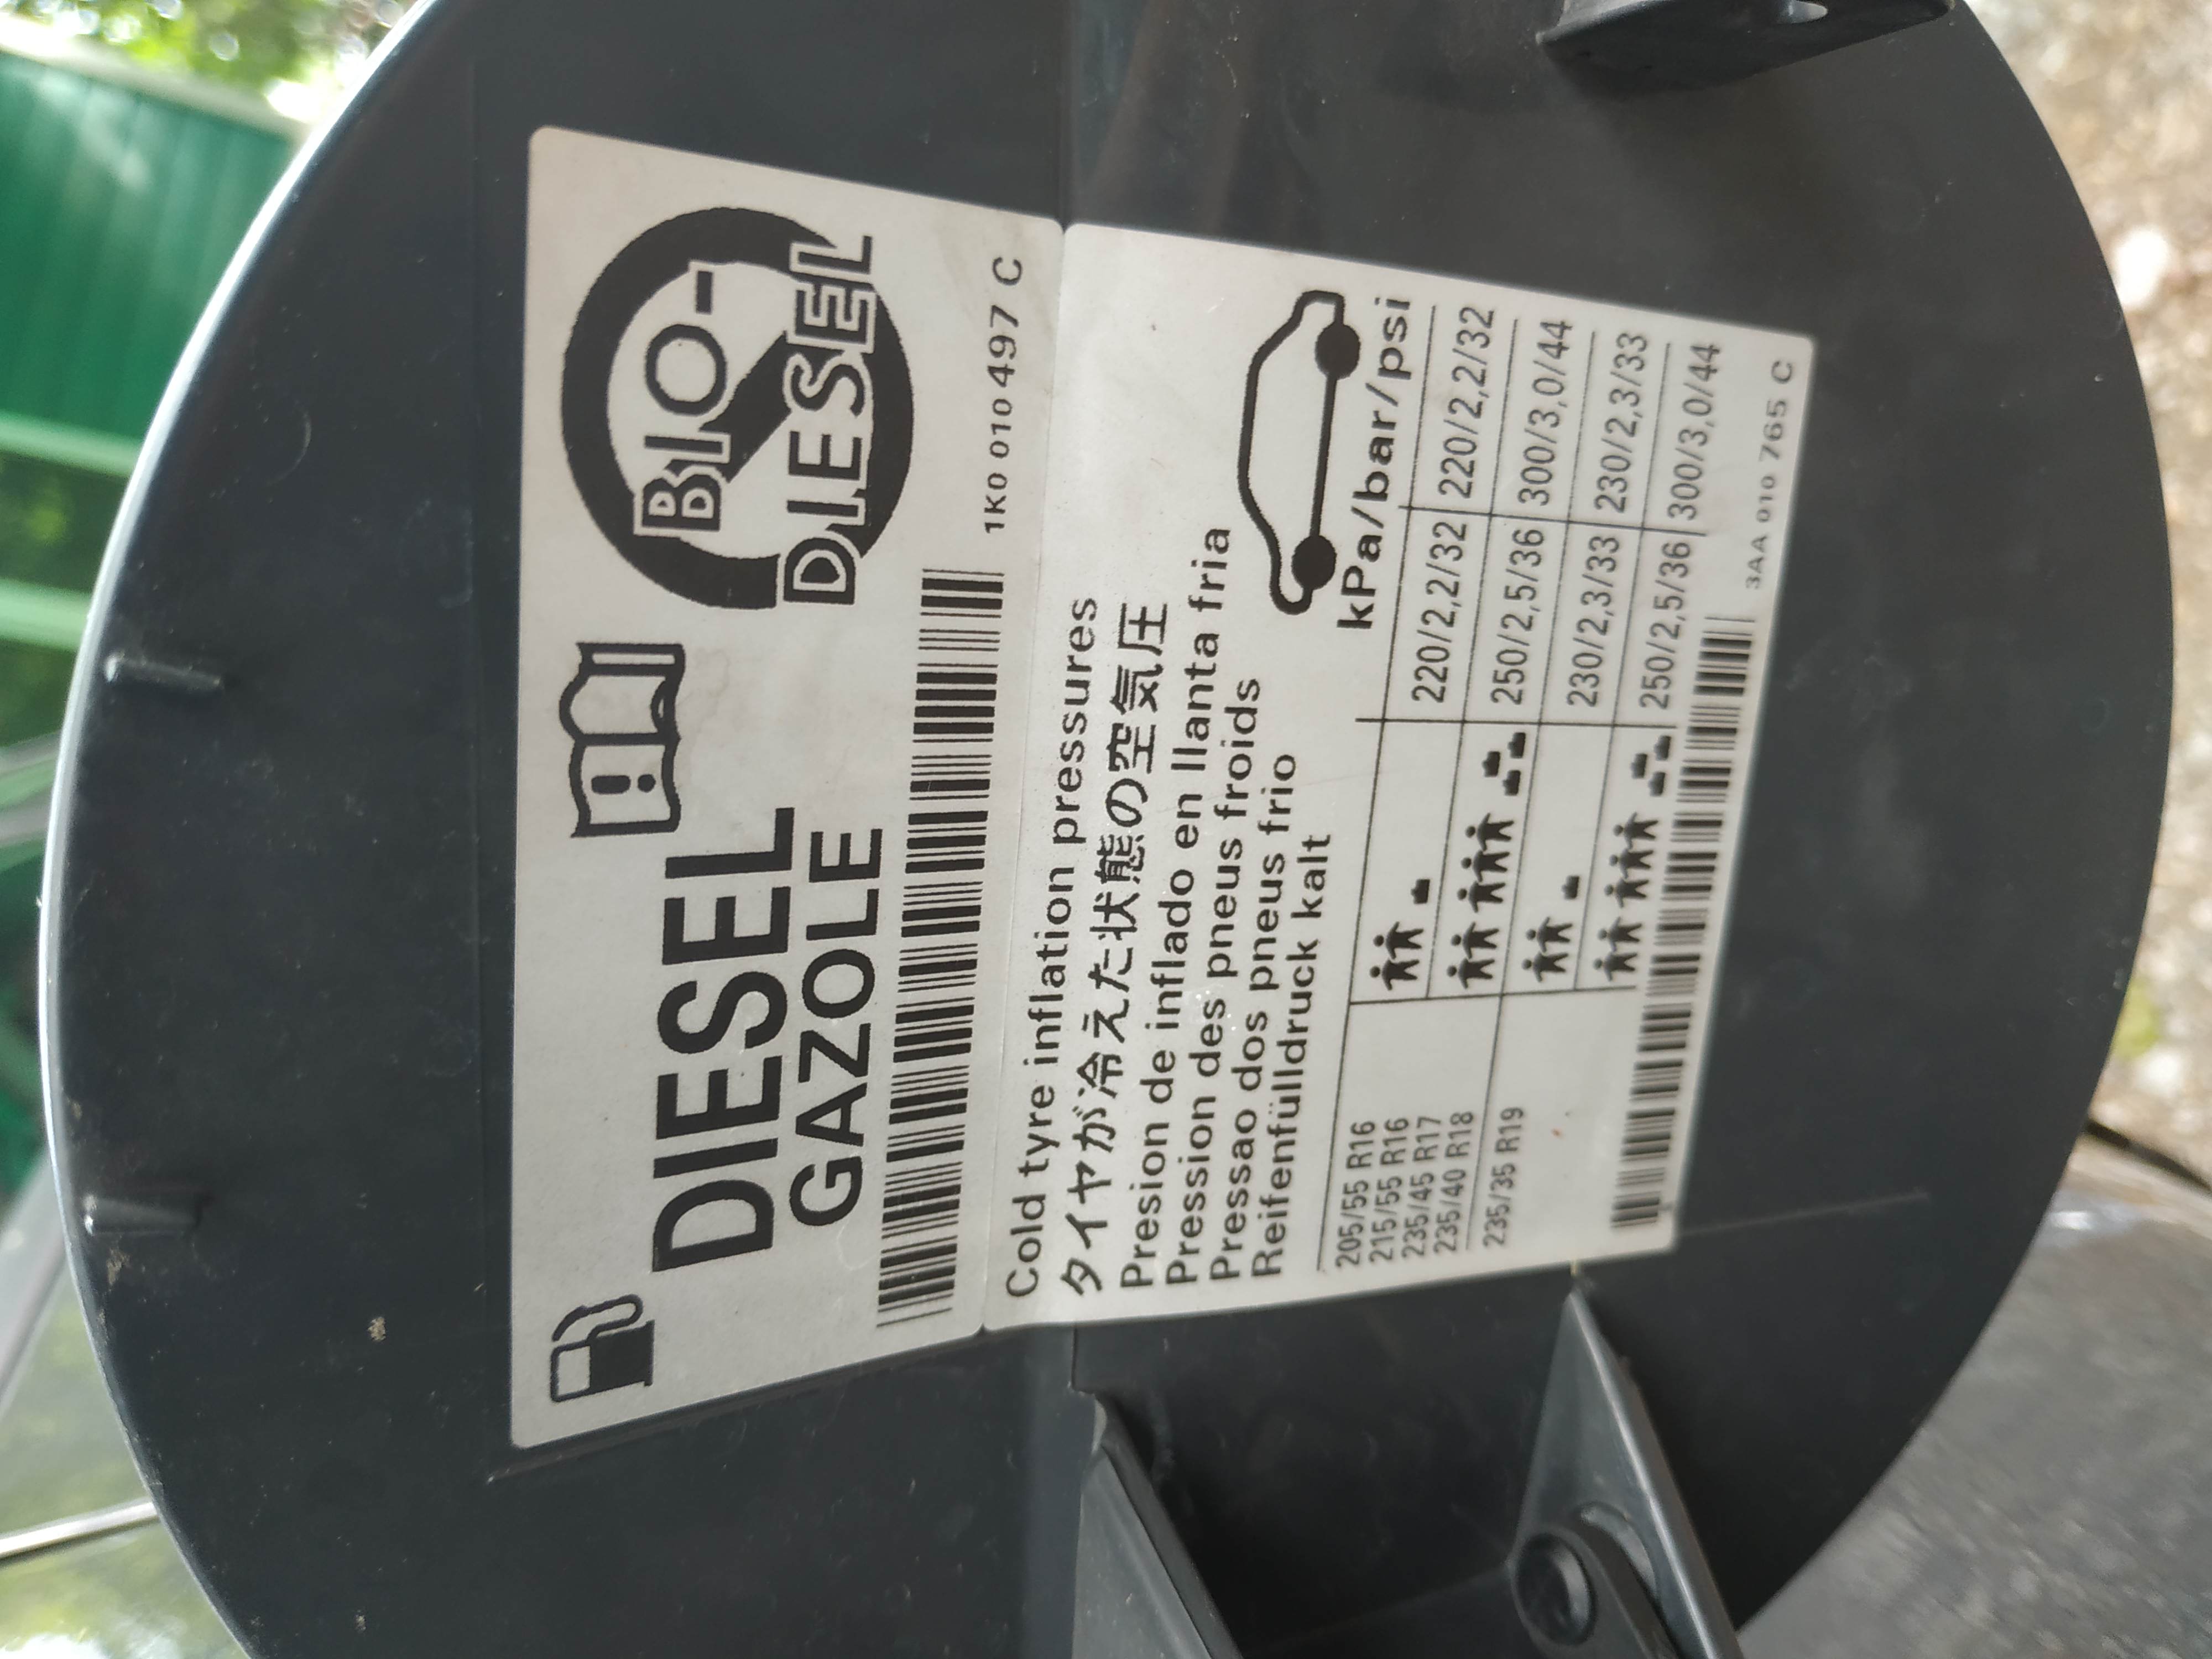 DIESEL
GAZOLE
BIO-
DIESEL
1K0 010 497 C
Cold tyre inflation pressures
タイヤが冷えた状態の空気圧
Presion de inflado en llanta fria
Pression des pneus froids
Pressao dos pneus frio
Reifenfülldruck kalt
kPa/bar/psi
205/55 R16
215/55 R16
235/45 R17
235/40 R18
220/2,2/32 220/2,2/32
250/2,5/36 300/3,0/44
235/35 R19
230/2,3/33 230/2,3/33
250/2,5/36 300/3,0/44
3AA 010 765 C